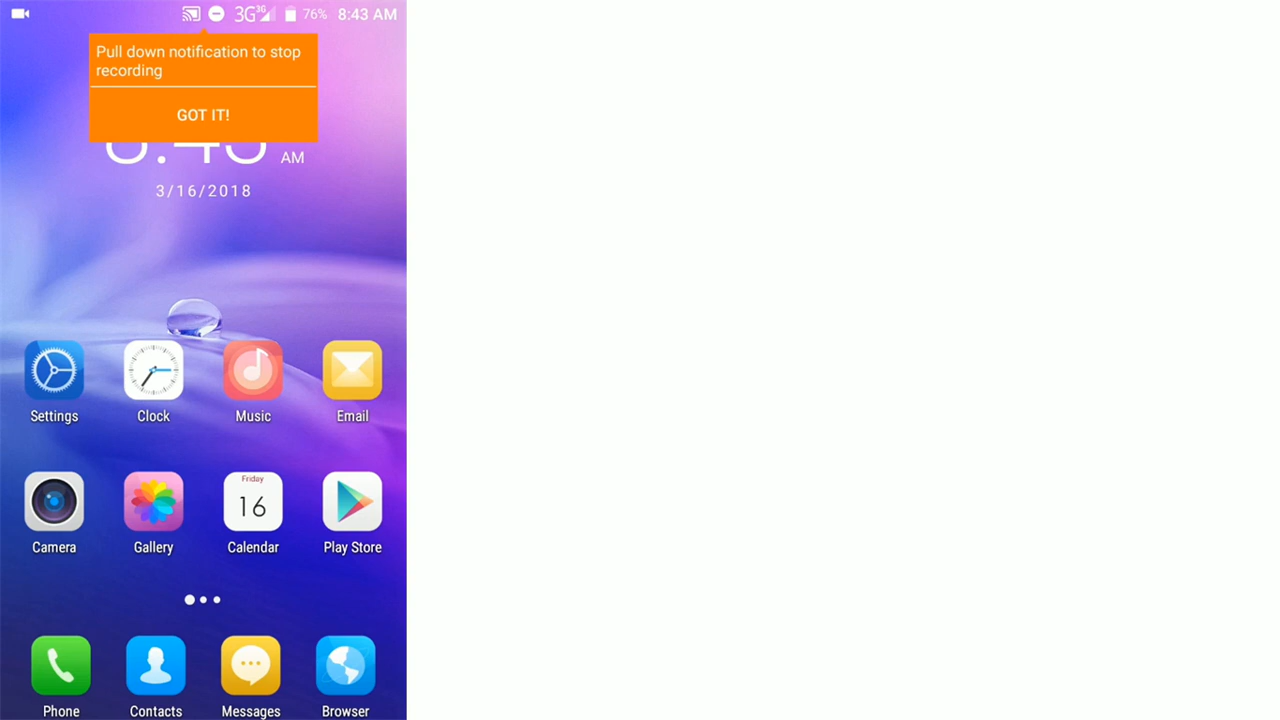 3G 3G 76% 8:43 AM
Pull down notification to stop
recording
GOT IT!
AM
3/16/2018
Settings Clock Music Email
Friday
16
Camera Gallery Calendar Play Store
Phone Contacts Messages Browser